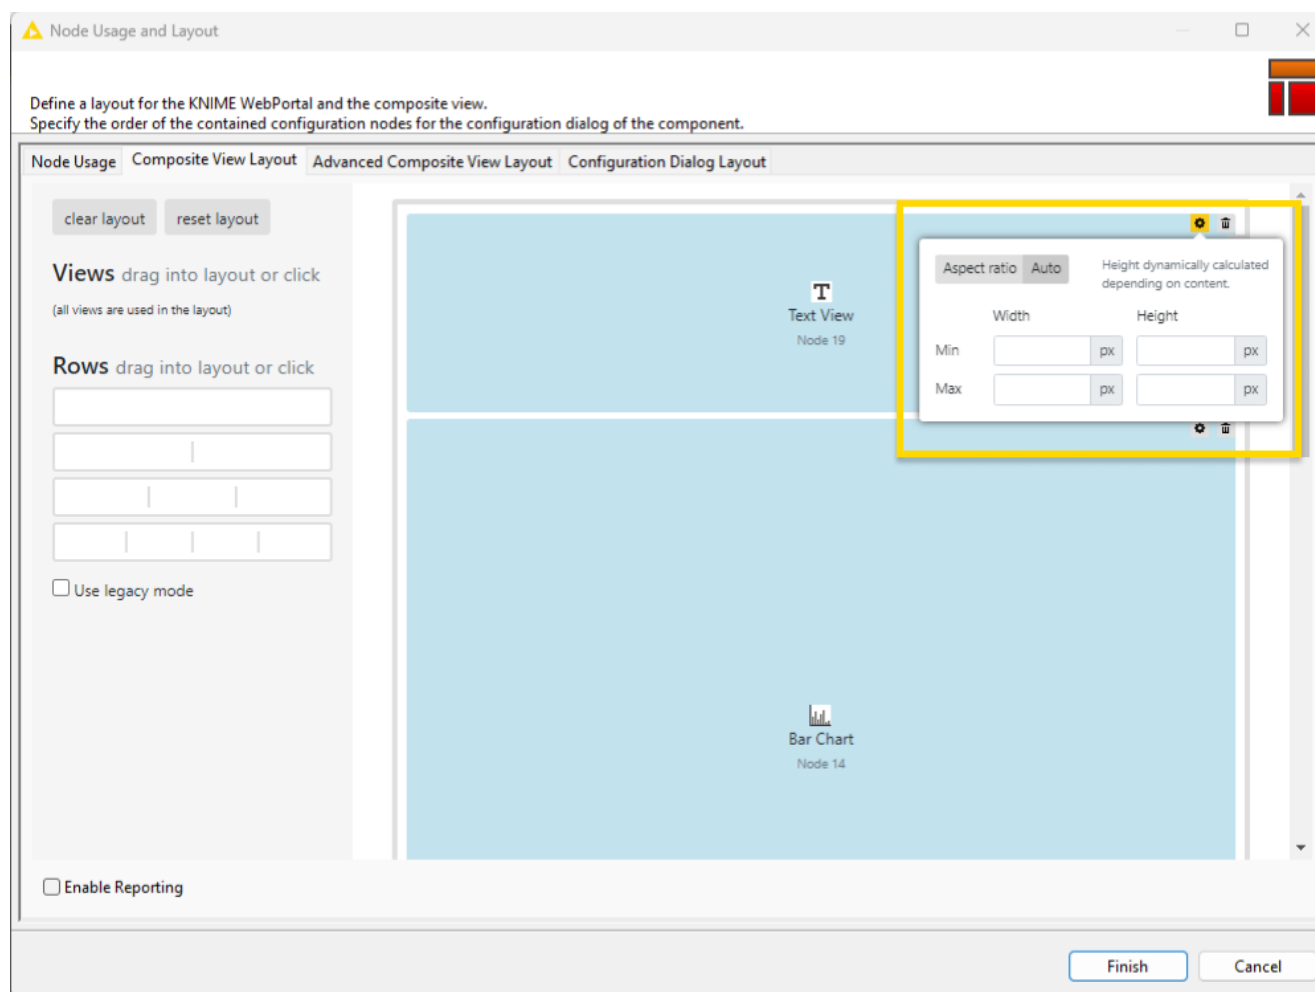 Node Usage and Layout
Define a layout for the KNIME WebPortal and the composite view.
Specify the order of the contained configuration nodes for the configuration dialog of the component.
Node Usage Composite View Layout Advanced Composite View Layout Configuration Dialog Layout
clear layout reset layout
Views drag into layout or click
(all views are used in the layout)
Rows drag into layout or click
Use legacy mode
T
Text View
Node 19
Aspect ratio Auto
Height dynamically calculated
depending on content.
Width Height
Min px px
Max px px
Bar Chart
Node 14
Enable Reporting
Finish Cancel